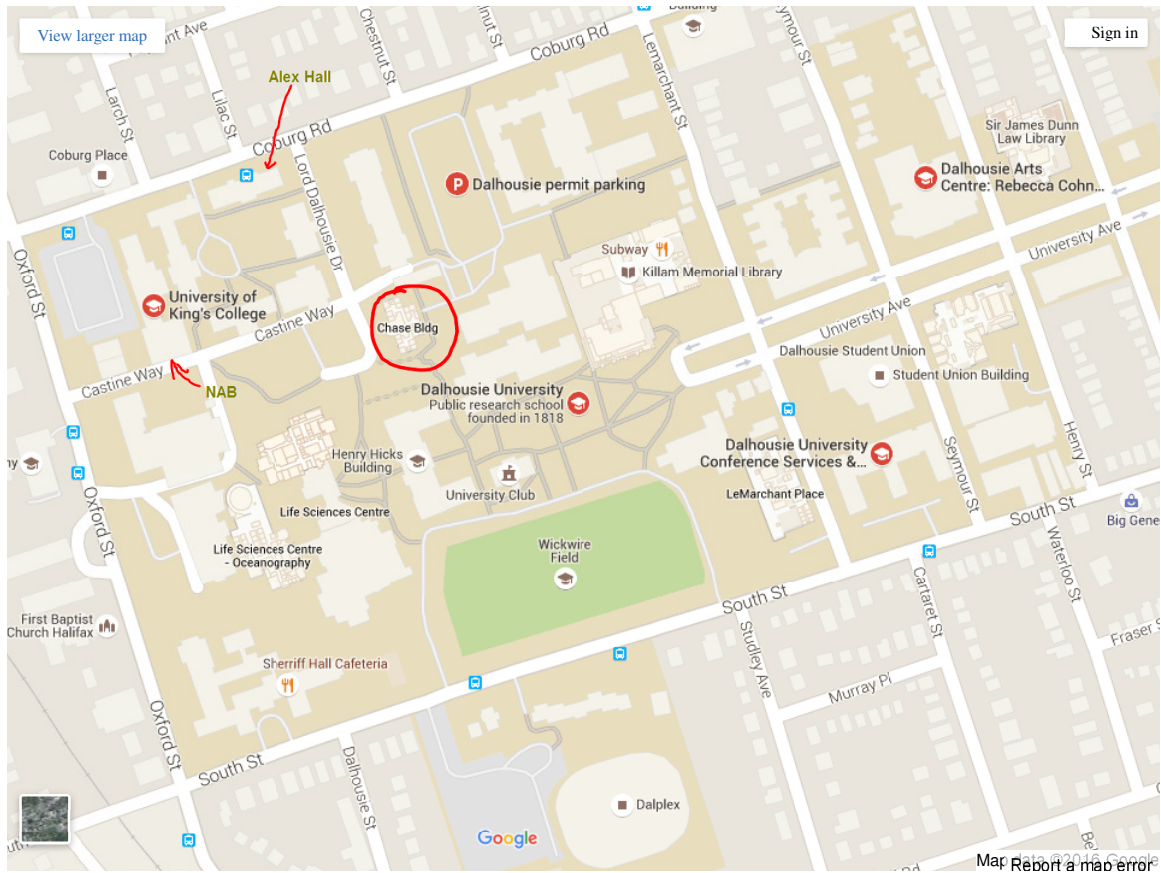 View larger map
Sign in
Coburg Rd
Chestnut St
Lemarchant St
Larch St
Lilac St
Alex Hall
Coburg Rd
Coburg Place
Lord Dalhousie Dr
Dalhousie permit parking
Sir James Dunn
Law Library
Dalhousie Arts
Centre: Rebecca Cohn...
University Ave
Subway
Killam Memorial Library
Oxford St
University of
King's College
Castine Way
Chase Bldg
University Ave
Dalhousie Student Union
Student Union Building
Castine Way
NAB
Dalhousie University
Public research school
founded in 1818
Henry Hicks
Building
University Club
Dalhousie University
Conference Services &...
LeMarchant Place
Seymour St
Henry St
South St
Big Gene
Oxford St
Life Sciences Centre
Life Sciences Centre
- Oceanography
Wickwire
Field
South St
Cartaret St
Waterloo St
First Baptist
Church Halifax
Studley Ave
Fraser S
Murray Pl
Sherriff Hall Cafeteria
Oxford St
South St
Dalhousie St
Dalplex
Google
Map data ©2016 Google
Report a map error